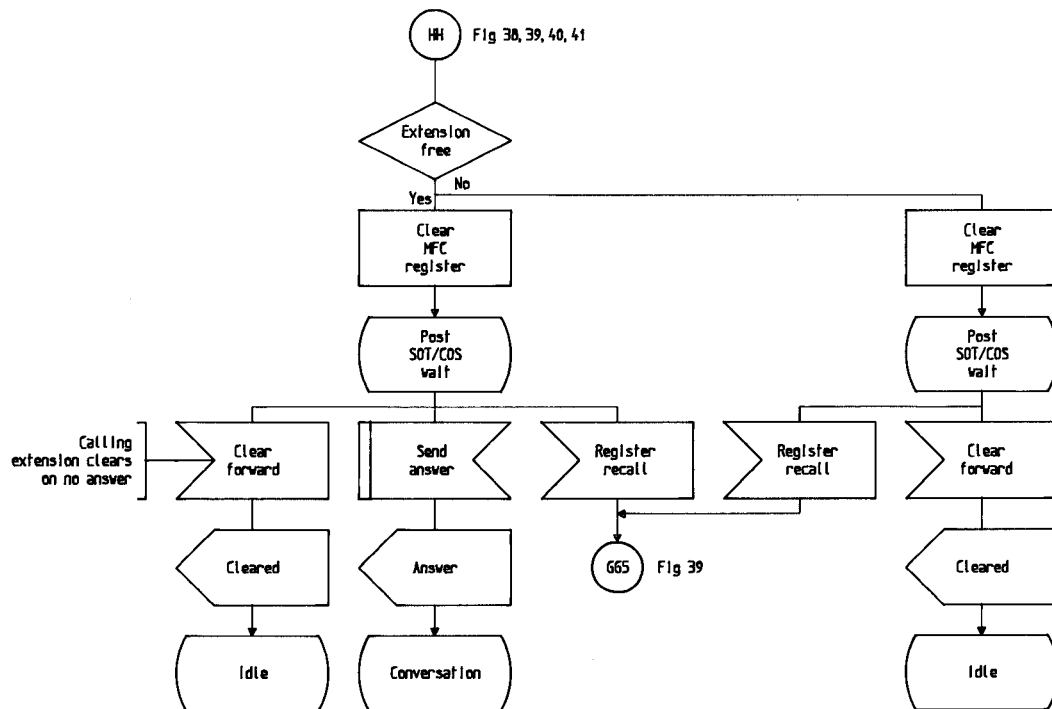 HH Fig 38, 39, 40, 41
Extension
free
Yes
No
Clear
MFC
register
Clear
MFC
register
Post
SOT/COS
wait
Post
SOT/COS
wait
Calling
extension clears
on no answer
Clear
forward
Send
answer
Register
recall
Register
recall
Clear
forward
Cleared
Answer
GG5 Fig 39
Cleared
Idle
Conversation
Idle